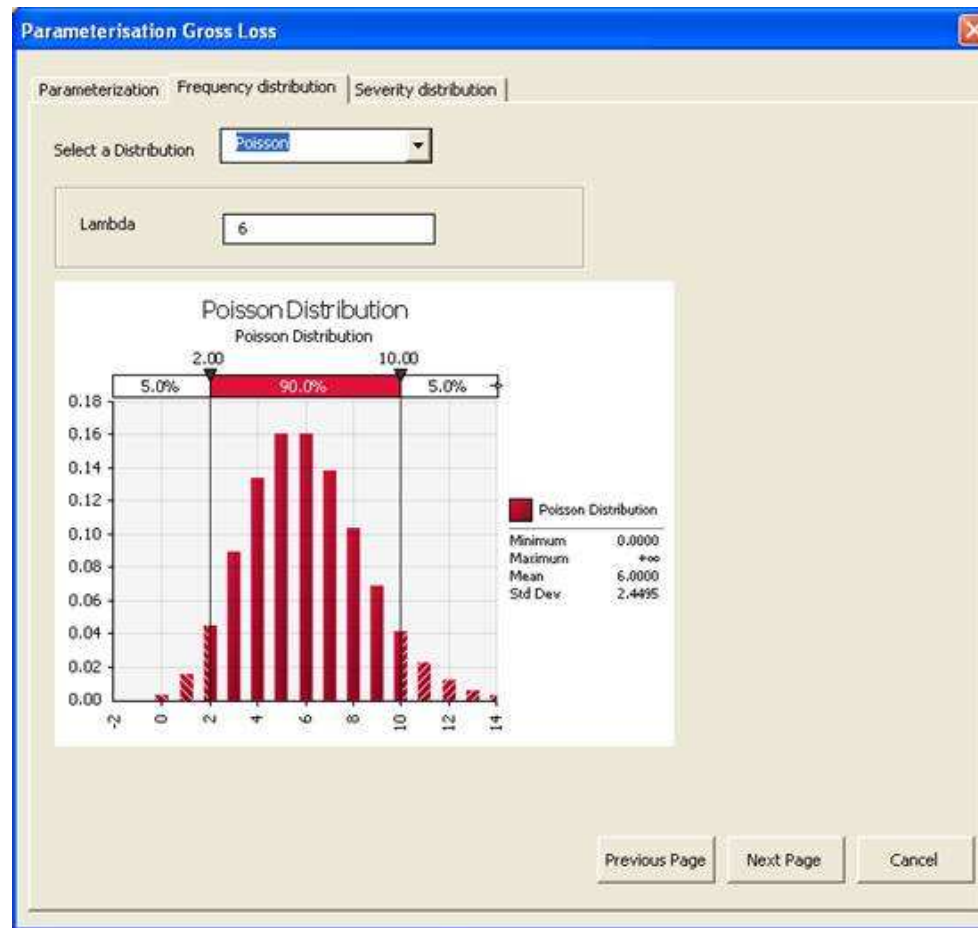 Parameterisation Gross Loss
Parameterization Frequency distribution Severity distribution
Select a Distribution Poisson
Lambda 6
Poisson Distribution
Poisson Distribution
2.00 10.00
5.0% 90.0% 5.0%
0.18
0.16
0.14
0.12
0.10
0.08
0.06
0.04
0.02
0.00
-2 0 2 4 6 8 10 12 14
Poisson Distribution
Minimum 0.0000
Maximum +∞
Mean 6.0000
Std Dev 2.4495
Previous Page Next Page Cancel